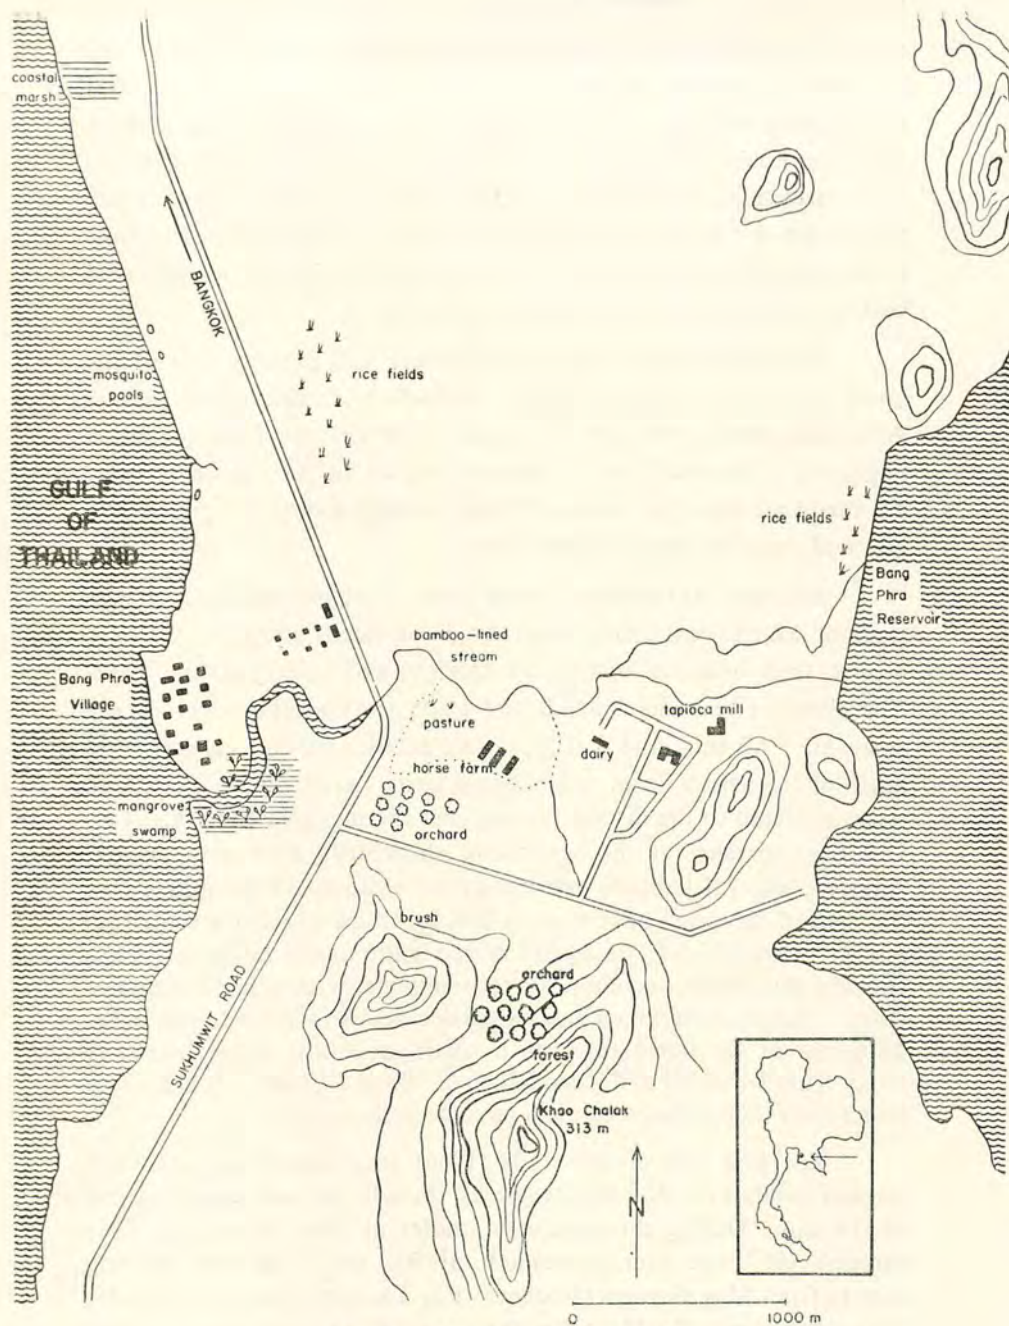 coastal
marsh
BANGKOK
mosquito
pools
rice fields
GULF
OF
THAILAND
rice fields
Bang
Phra
Reservoir
bamboo-lined
stream
Bang Phra
Village
pasture
tapioca mill
dairy
horse farm
mangrove
swamp
orchard
brush
orchard
SUKHUMWIT ROAD
forest
Khao Chalak
313 m
N
0
1000 m